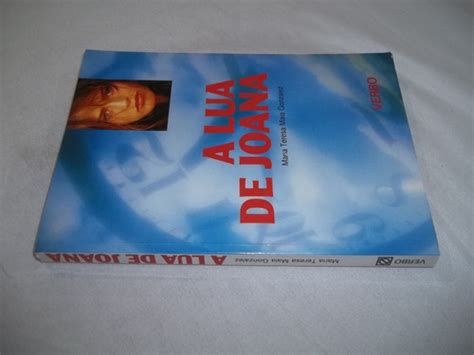 A LUA
DE JOANA
Maria Teresa Maia Gonzalez
VERBO
A LUA DE JOANA Maria Teresa Maia Gonzalez VERBO